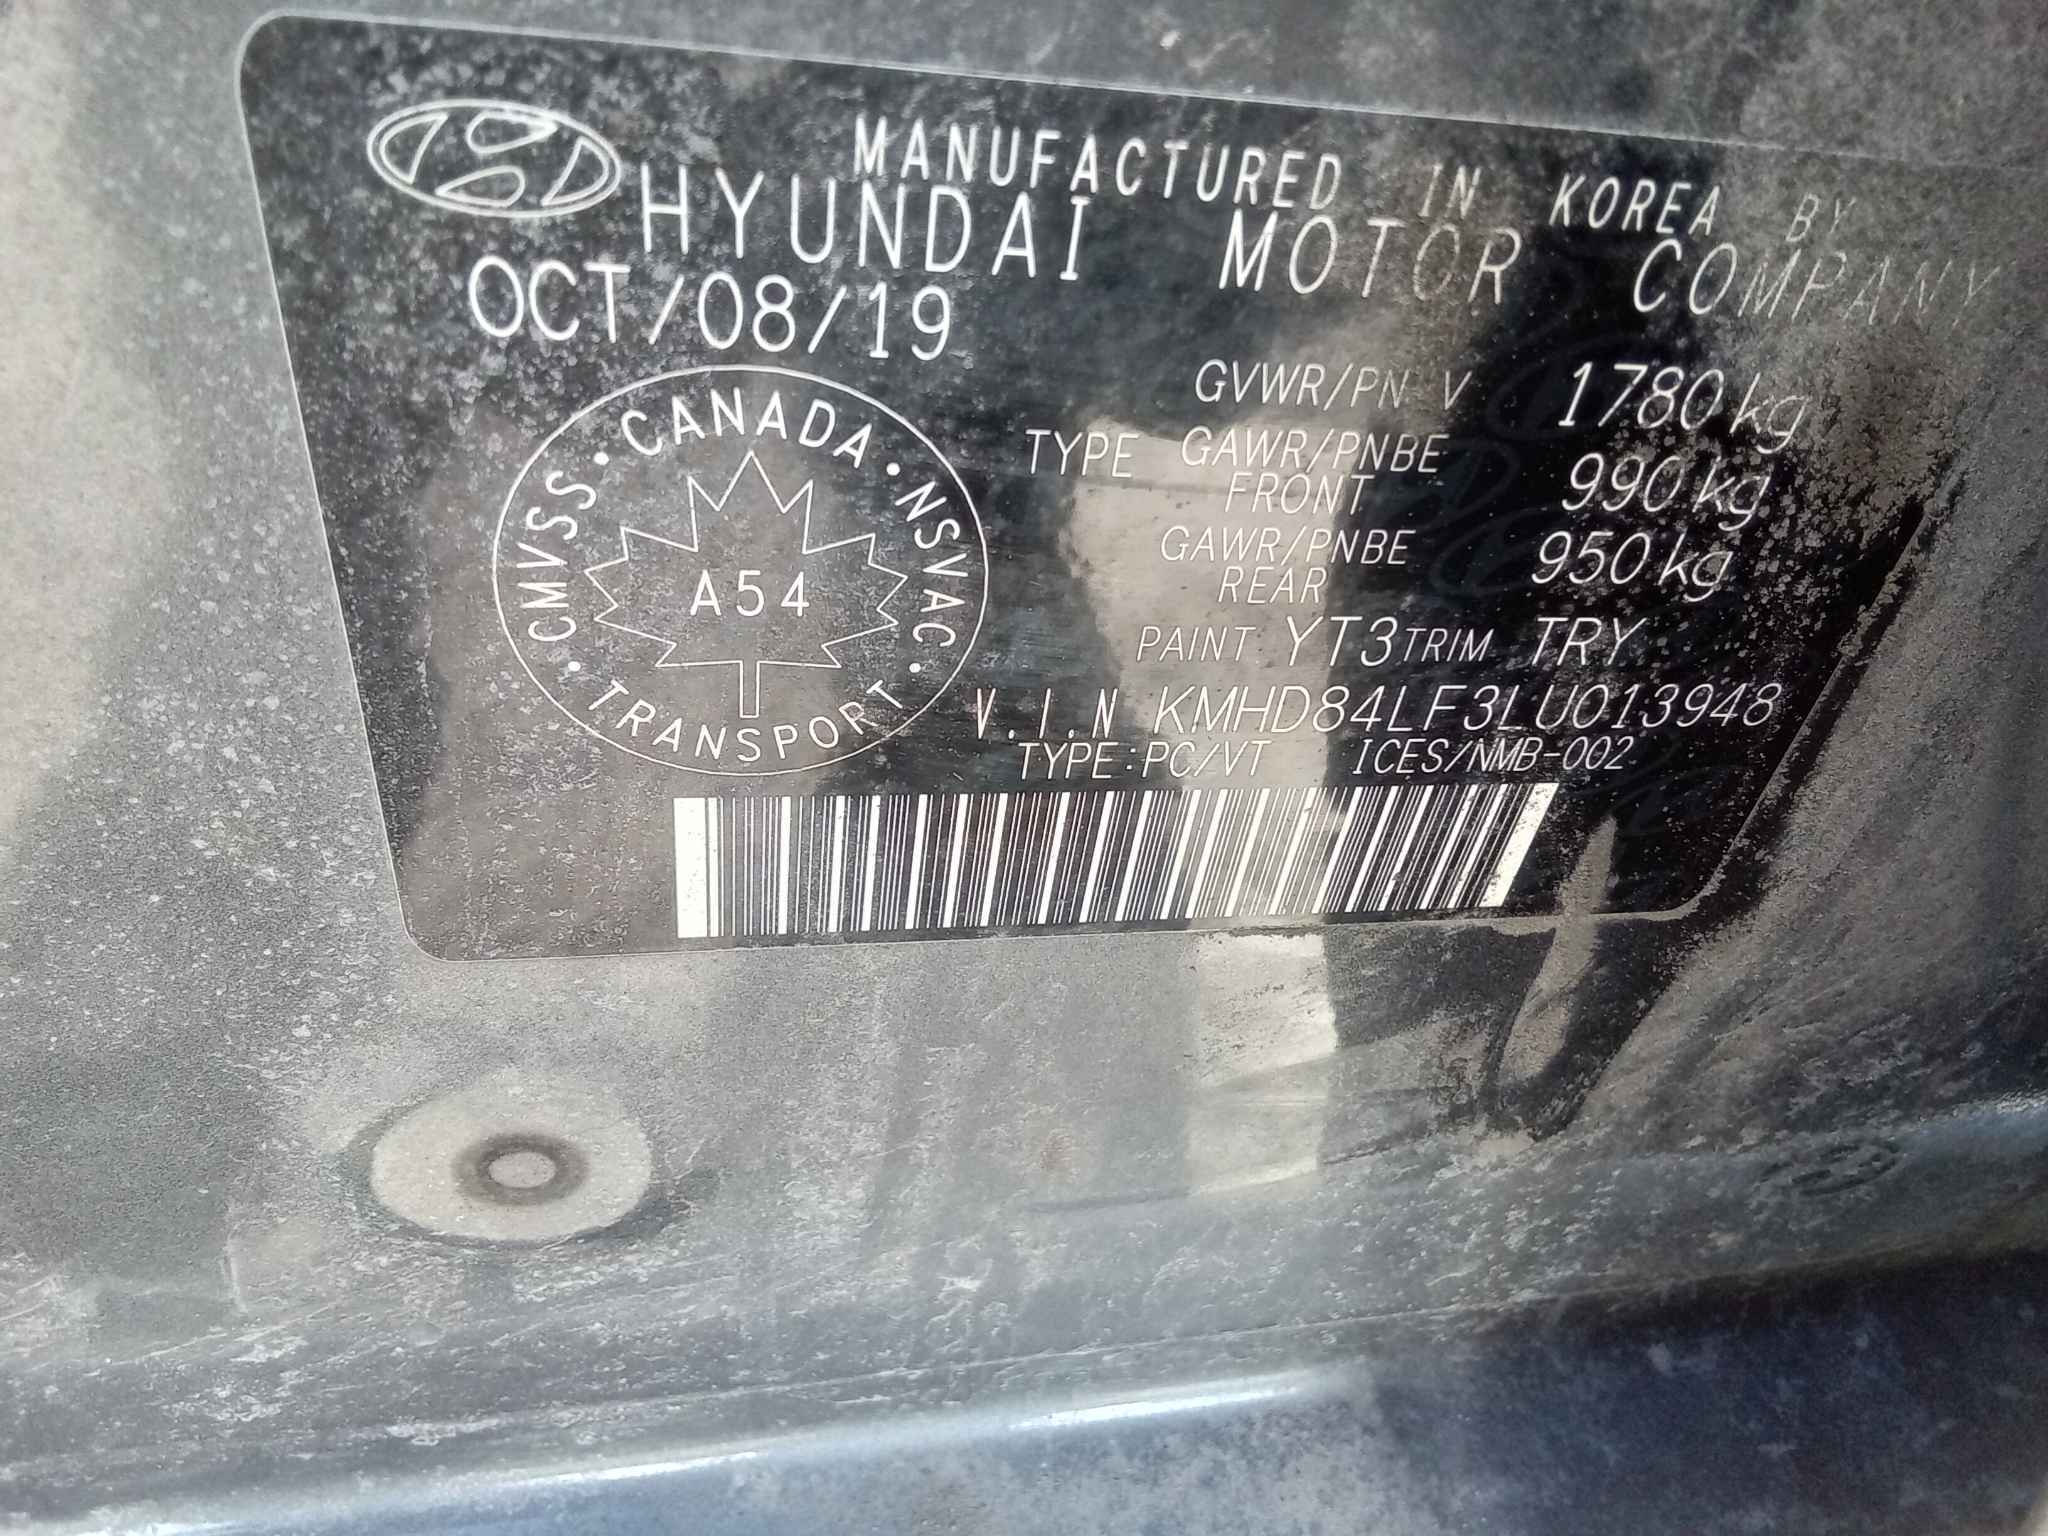 MANUFACTURED IN KOREA BY
HYUNDAI MOTOR COMPANY
OCT/08/19
CANADA · NSVAC · TRANSPORT · CMVSS ·
A54
GVWR/PN V 1780kg
TYPE GAWR/PNBE FRONT 990kg
GAWR/PNBE REAR 950kg
PAINT YT3 TRIM TRY
V.I.N KMHD84LF3LU013948
TYPE:PC/VT ICES/NMB-002